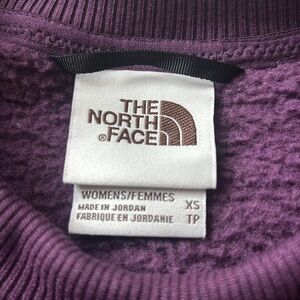 THE
NORTH
®FACE
WOMENS/FEMMES XS
MADE IN JORDAN
FABRIQUE EN JORDANIE TP